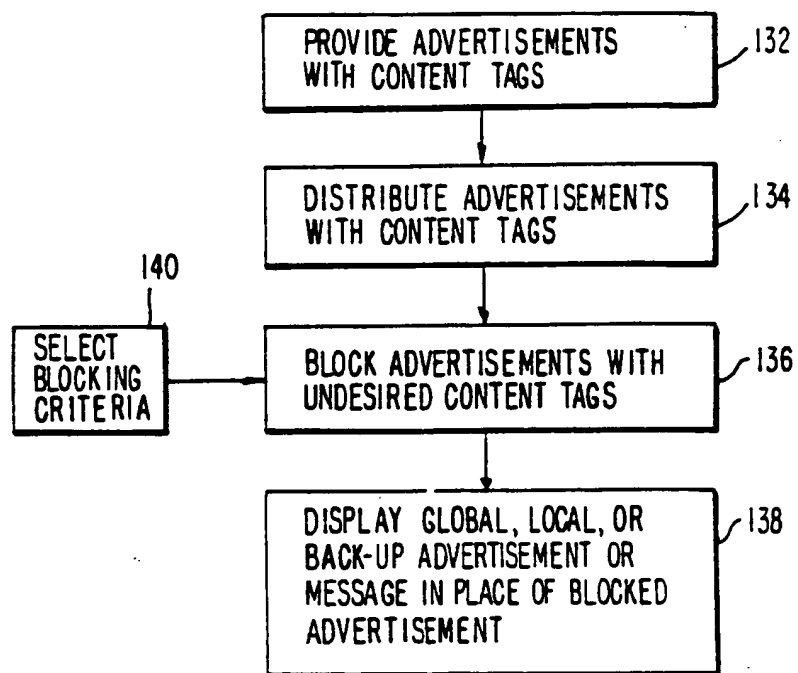 PROVIDE ADVERTISEMENTS
WITH CONTENT TAGS
132
DISTRIBUTE ADVERTISEMENTS
WITH CONTENT TAGS
134
140
SELECT
BLOCKING
CRITERIA
BLOCK ADVERTISEMENTS WITH
UNDESIRED CONTENT TAGS
136
DISPLAY GLOBAL, LOCAL, OR
BACK-UP ADVERTISEMENT OR
MESSAGE IN PLACE OF BLOCKED
ADVERTISEMENT
138